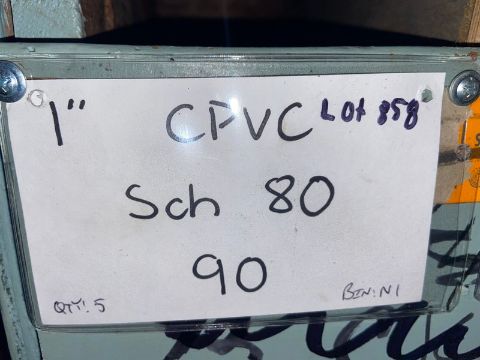 1" CPVC LOT 858
Sch 80
90
QTY: 5 BIN: N1